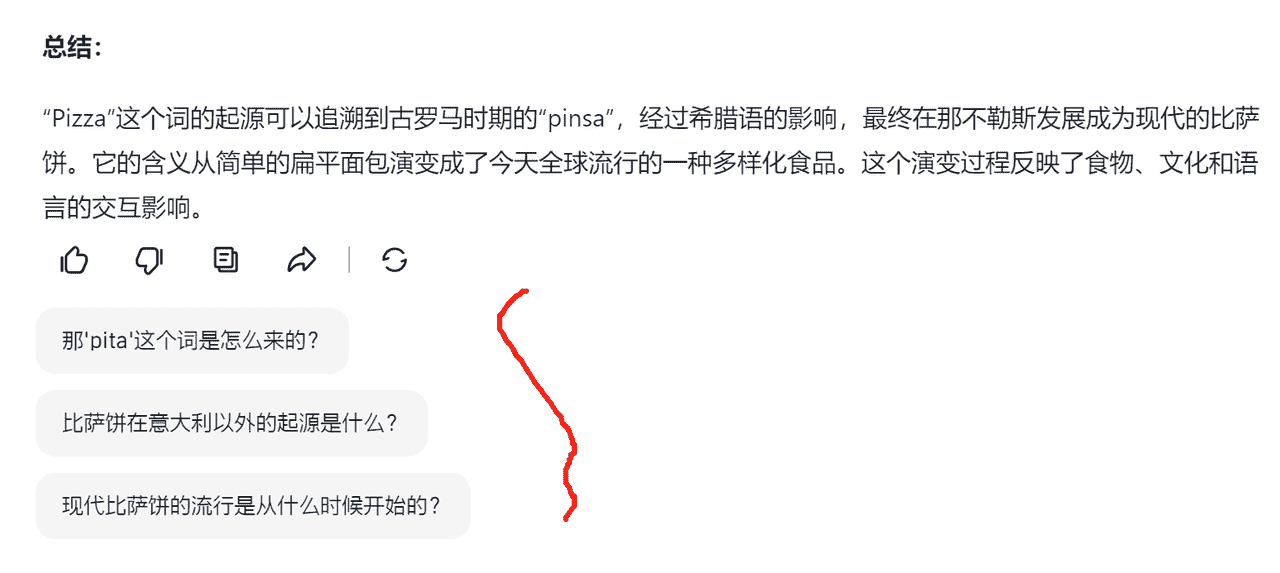 总结：
“Pizza”这个词的起源可以追溯到古罗马时期的“pinsa”，经过希腊语的影响，最终在那不勒斯发展成为现代的比萨
饼。它的含义从简单的扁平面包演变成了今天全球流行的一种多样化食品。这个演变过程反映了食物、文化和语
言的交互影响。
那'pita'这个词是怎么来的？
比萨饼在意大利以外的起源是什么？
现代比萨饼的流行是从什么时候开始的？